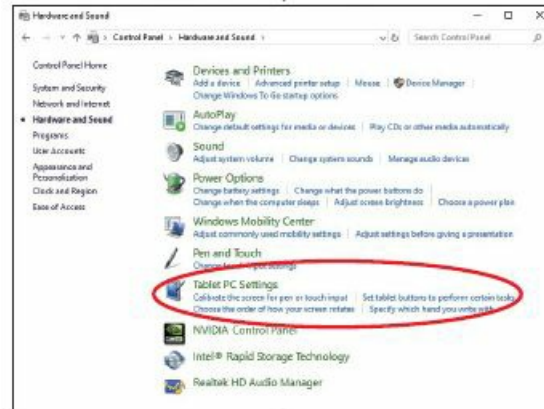 Hardware and Sound
Control Panel > Hardware and Sound >
Search Control Panel
Control Panel Home
System and Security
Network and Internet
Hardware and Sound
Programs
User Accounts
Appearance and
Personalization
Clock and Region
Ease of Access
Devices and Printers
Add a device | Advanced printer setup | Mouse | Device Manager
Change Windows To Go startup options
AutoPlay
Change default settings for media or devices | Play CDs or other media automatically
Sound
Adjust system volume | Change system sounds | Manage audio devices
Power Options
Change battery settings | Change what the power buttons do
Change when the computer sleeps | Adjust screen brightness | Choose a power plan
Windows Mobility Center
Adjust commonly used mobility settings | Adjust settings before giving a presentation
Pen and Touch
Change touch input settings
Tablet PC Settings
Calibrate the screen for pen or touch input | Set tablet buttons to perform certain tasks
Choose the order of how your screen rotates | Specify which hand you write with
NVIDIA Control Panel
Intel® Rapid Storage Technology
Realtek HD Audio Manager